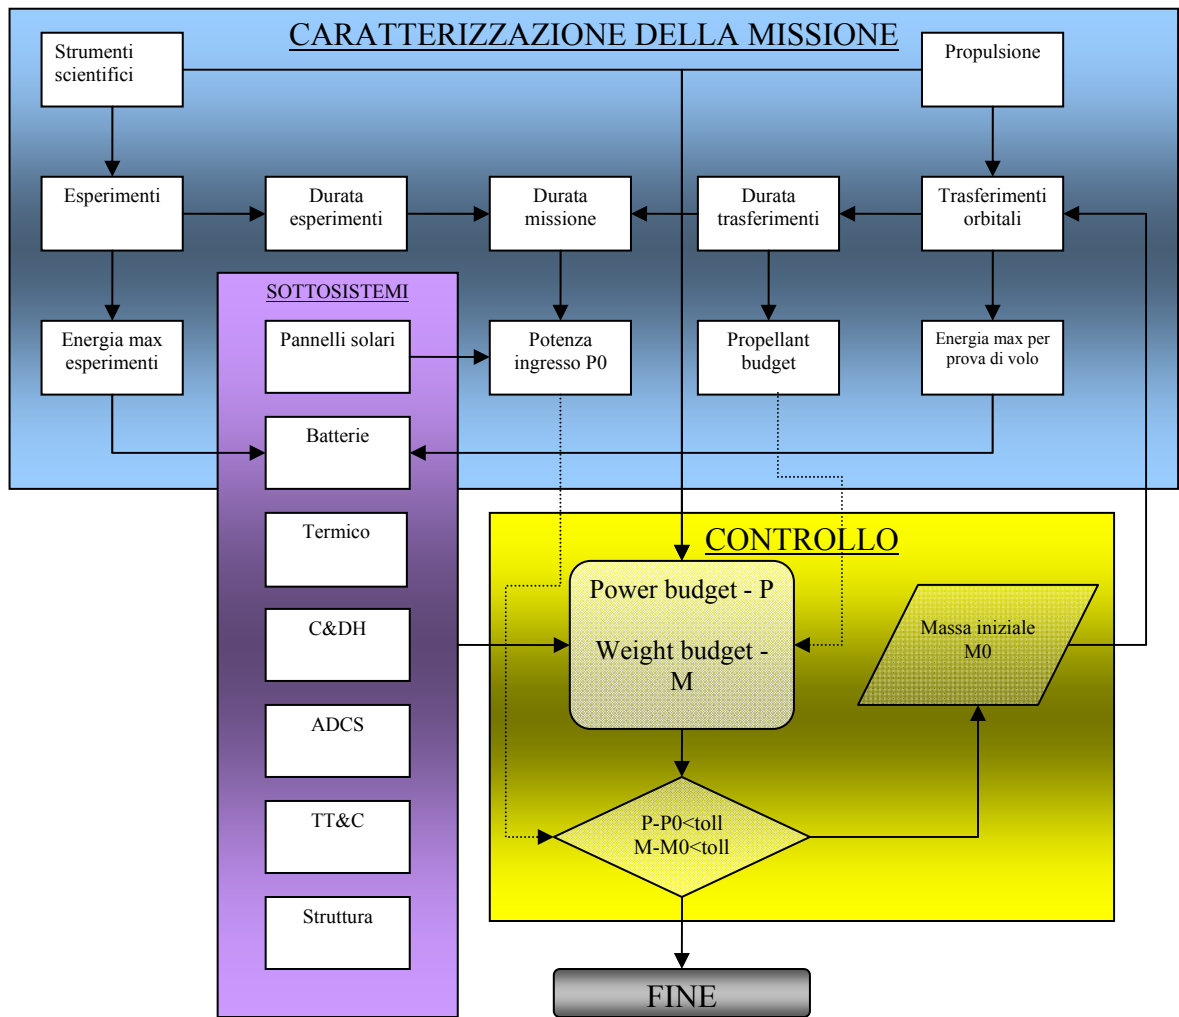 CARATTERIZZAZIONE DELLA MISSIONE
Strumenti
scientifici
Propulsione
Esperimenti
Durata
esperimenti
Durata
missione
Durata
trasferimenti
Trasferimenti
orbitali
SOTTOSISTEMI
Energia max
esperimenti
Pannelli solari
Potenza
ingresso P0
Propellant
budget
Energia max per
prova di volo
Batterie
Termico
C&DH
ADCS
TT&C
Struttura
CONTROLLO
Power budget - P
Weight budget -
M
Massa iniziale
M0
P-P0<toll
M-M0<toll
FINE